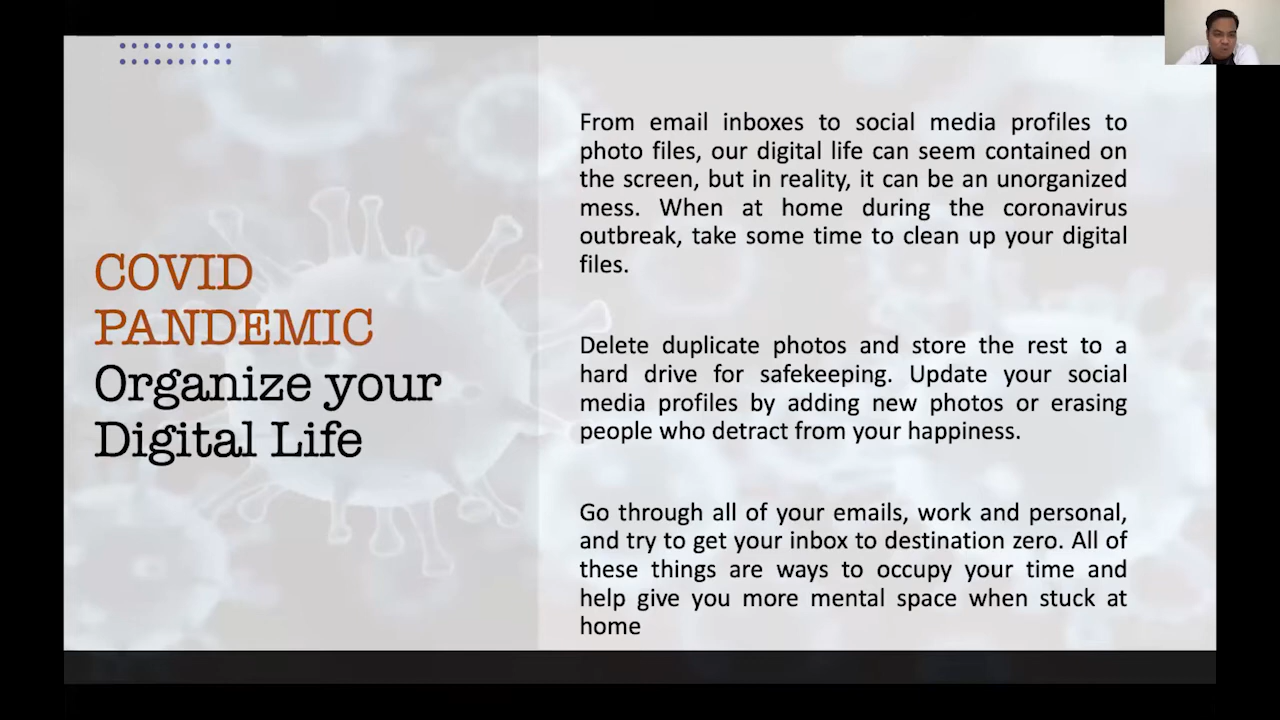 COVID
PANDEMIC
Organize your
Digital Life
From email inboxes to social media profiles to
photo files, our digital life can seem contained on
the screen, but in reality, it can be an unorganized
mess. When at home during the coronavirus
outbreak, take some time to clean up your digital
files.
Delete duplicate photos and store the rest to a
hard drive for safekeeping. Update your social
media profiles by adding new photos or erasing
people who detract from your happiness.
Go through all of your emails, work and personal,
and try to get your inbox to destination zero. All of
these things are ways to occupy your time and
help give you more mental space when stuck at
home